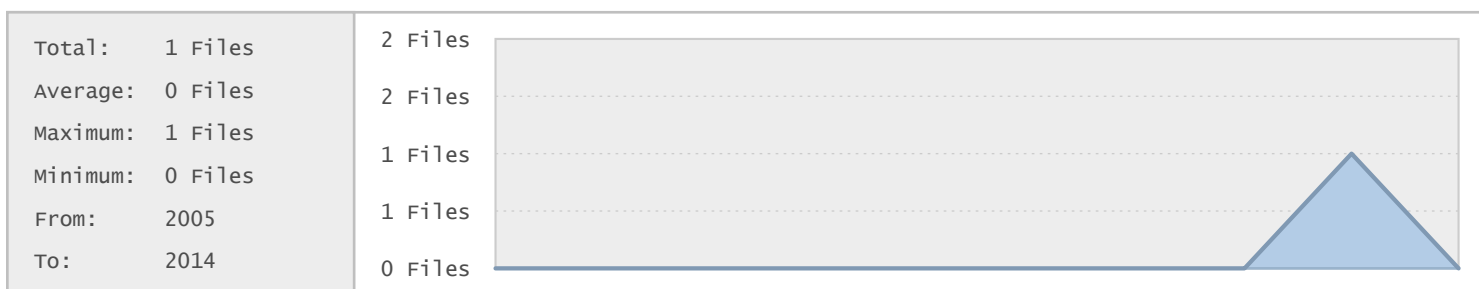 Total: 1 Files
Average: 0 Files
Maximum: 1 Files
Minimum: 0 Files
From: 2005
To: 2014
2 Files
2 Files
1 Files
1 Files
0 Files